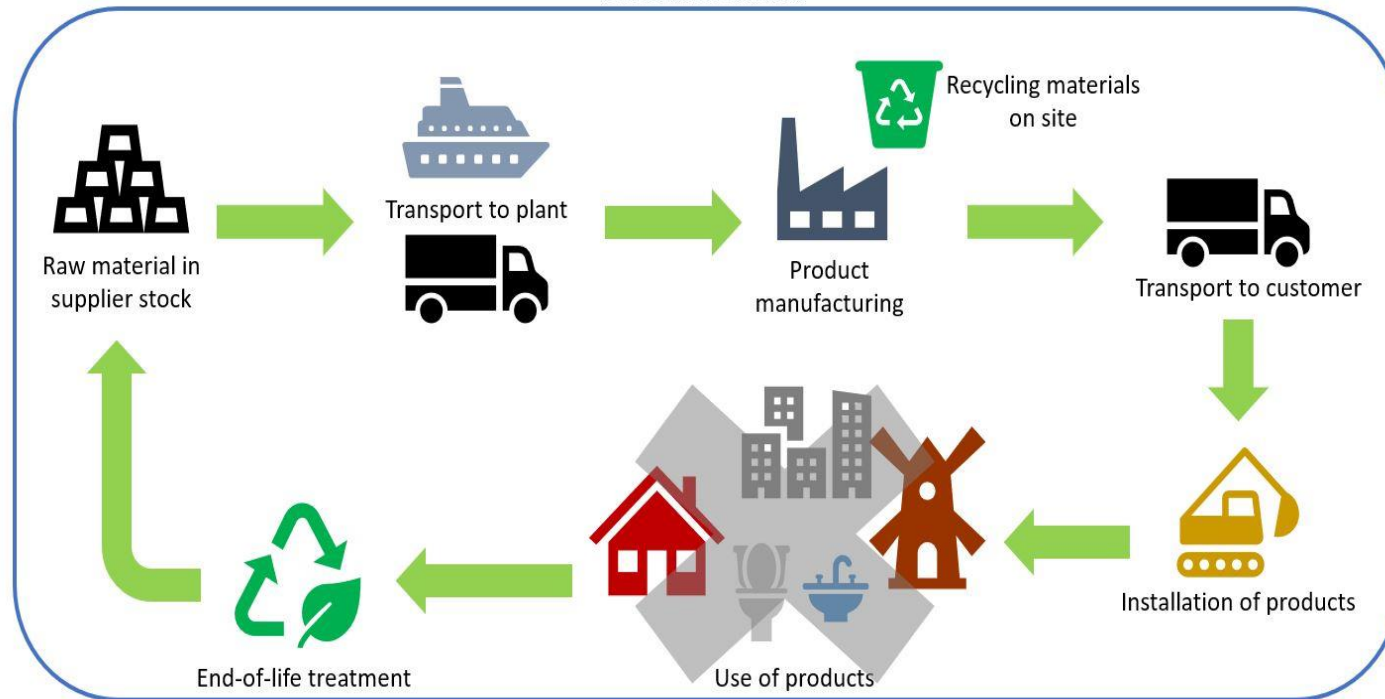 Recycling materials
on site
Transport to plant
Raw material in
supplier stock
Product
manufacturing
Transport to customer
Installation of products
Use of products
End-of-life treatment